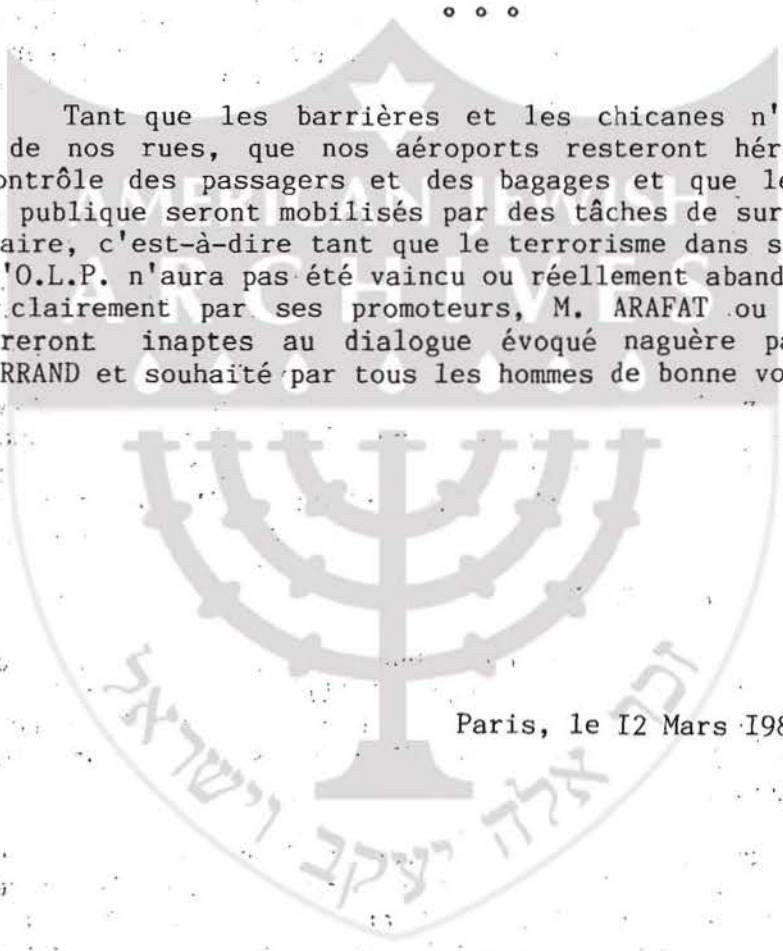 o o o
Tant que les barrières et les chicanes n'
de nos rues, que nos aéroports resteront hér
ontrôle des passagers et des bagages et que le
publique seront mobilisés par des tâches de sur
aire, c'est-à-dire tant que le terrorisme dans s
'O.L.P. n'aura pas été vaincu ou réellement aband
clairement par ses promoteurs, M. ARAFAT ou
reront inaptes au dialogue évoqué naguère pa
RRAND et souhaité par tous les hommes de bonne vo
AMERICAN JEWISH
ARCHIVES
Paris, le I2 Mars I98
זכר אלה יעקב וישראל